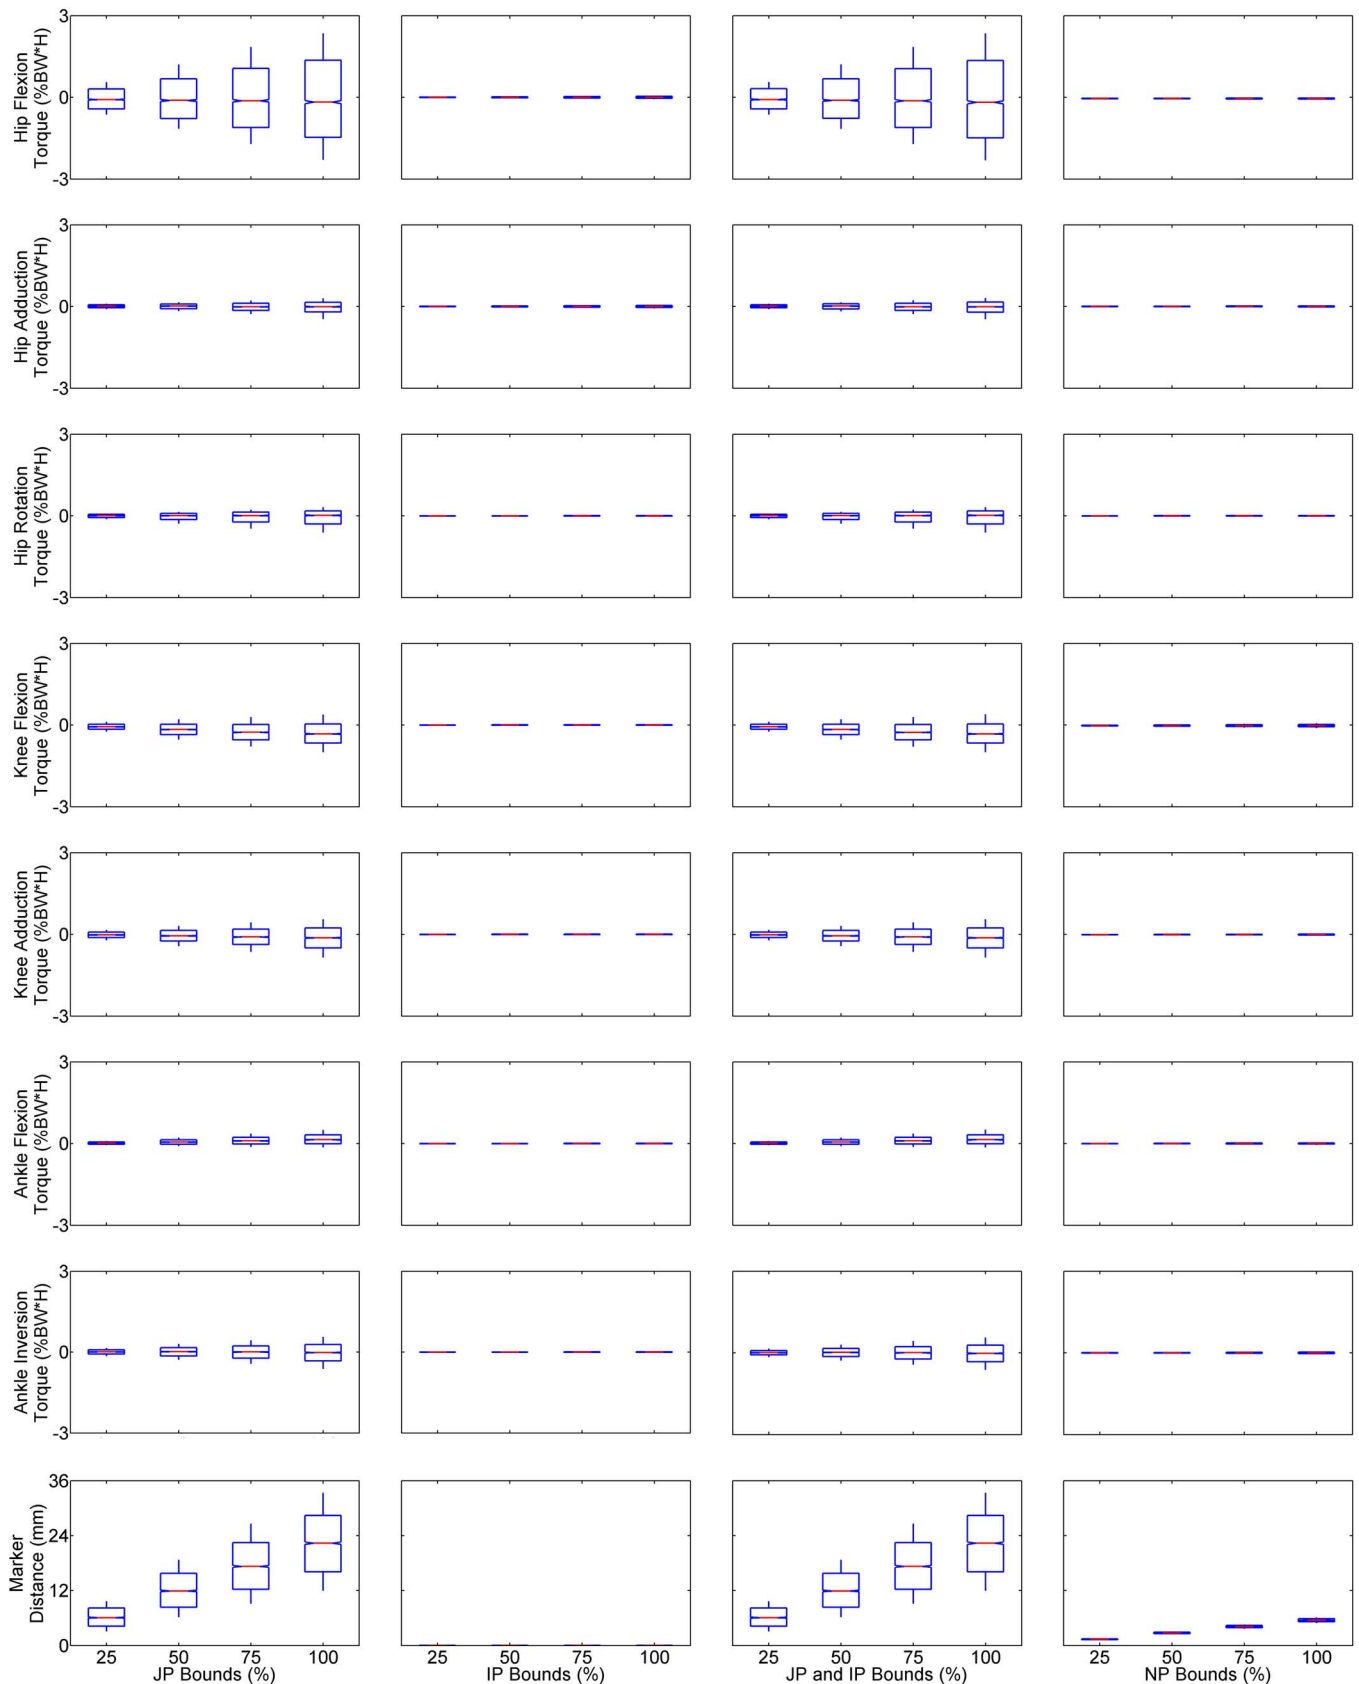 Hip Flexion
Torque (%BW*H)
3
0
-3
Hip Adduction
Torque (%BW*H)
3
0
-3
Hip Rotation
Torque (%BW*H)
3
0
-3
Knee Flexion
Torque (%BW*H)
3
0
-3
Knee Adduction
Torque (%BW*H)
3
0
-3
Ankle Flexion
Torque (%BW*H)
3
0
-3
Ankle Inversion
Torque (%BW*H)
3
0
-3
Marker
Distance (mm)
36
24
12
0
25 50 75 100
JP Bounds (%)
25 50 75 100
IP Bounds (%)
25 50 75 100
JP and IP Bounds (%)
25 50 75 100
NP Bounds (%)